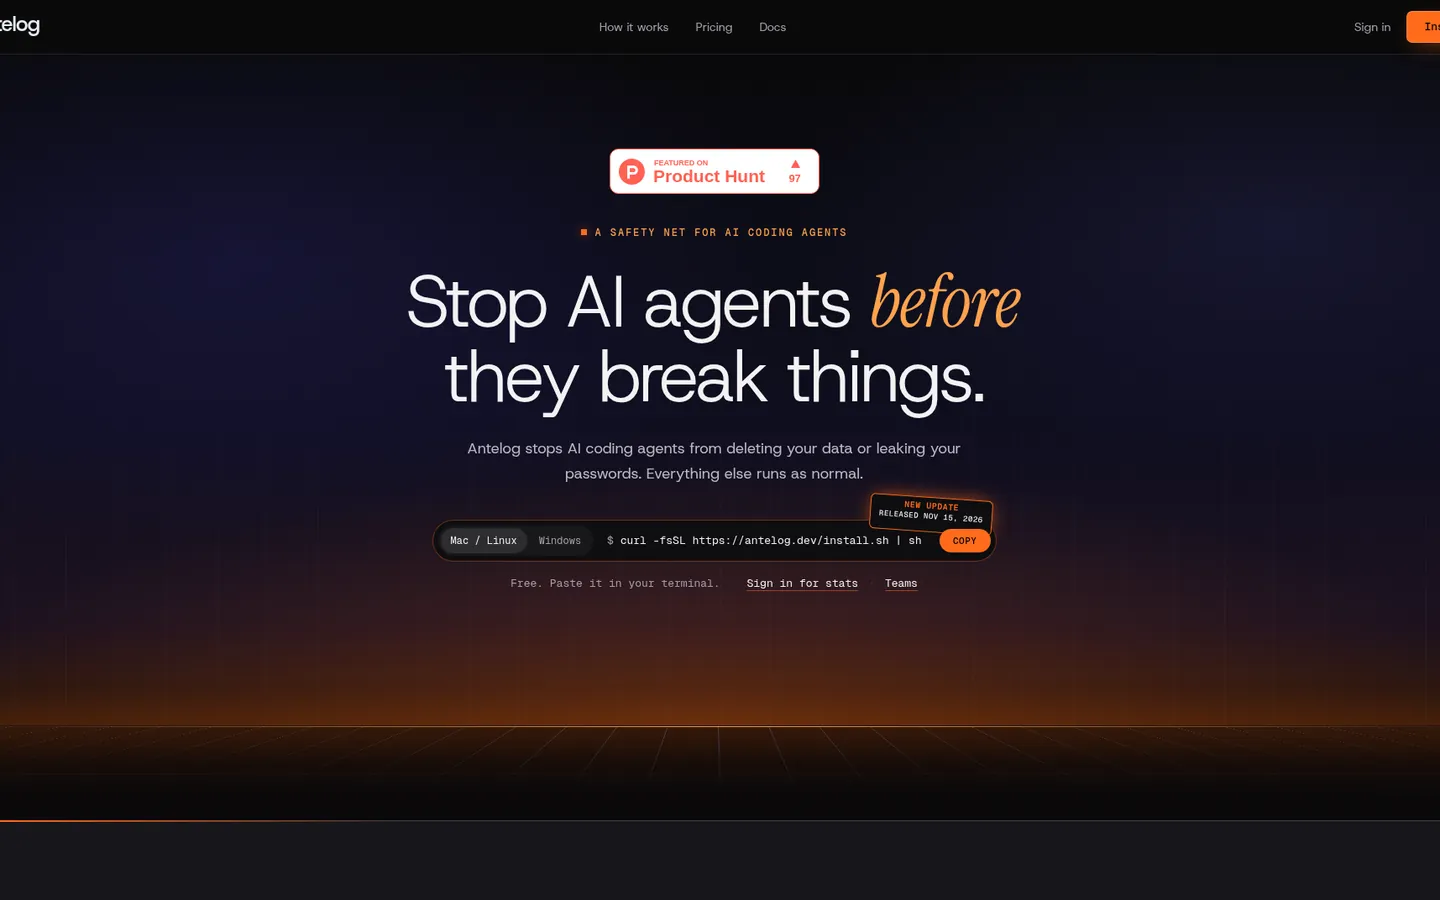 telog
How it works
Pricing
Docs
Sign in
Ins
FEATURED ON
Product Hunt
97
A SAFETY NET FOR AI CODING AGENTS
Stop AI agents before
they break things.
Antelog stops AI coding agents from deleting your data or leaking your
passwords. Everything else runs as normal.
NEW UPDATE
RELEASED NOV 15, 2026
Mac / Linux
Windows
$ curl -fsSL https://antelog.dev/install.sh | sh
COPY
Free. Paste it in your terminal.
Sign in for stats
Teams